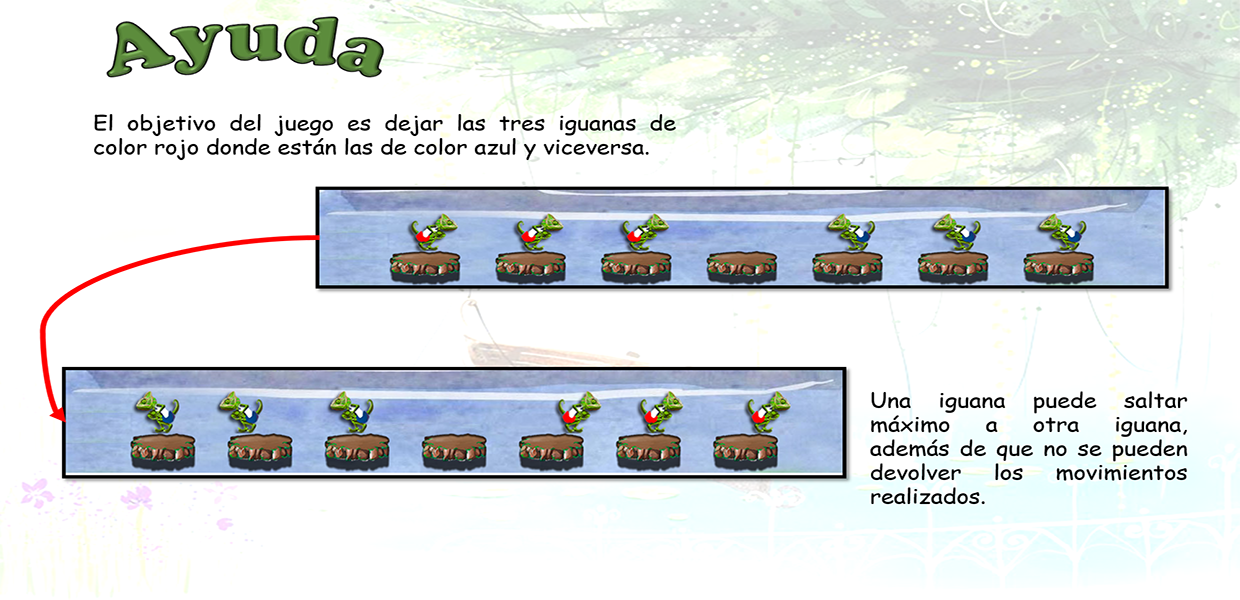 Ayuda
El objetivo del juego es dejar las tres iguanas de
color rojo donde están las de color azul y viceversa.
Una iguana puede saltar
máximo a otra iguana,
además de que no se pueden
devolver los movimientos
realizados.